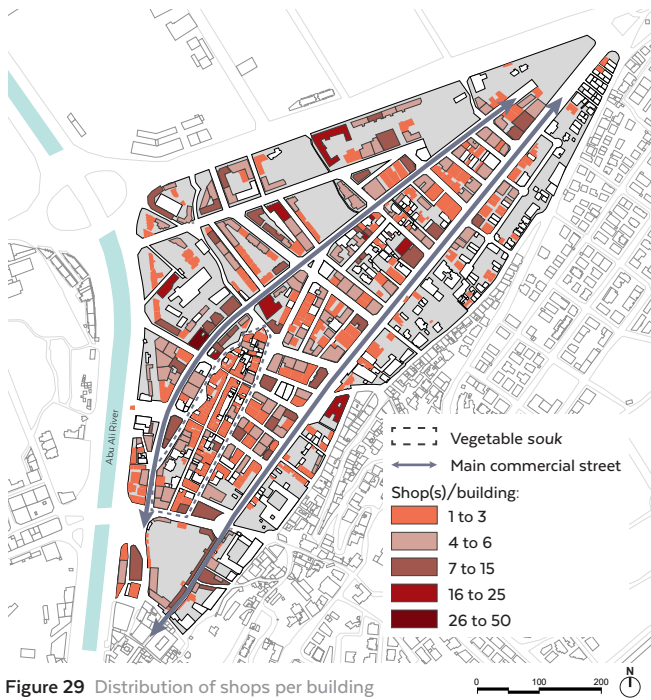 Abu Ali River
Vegetable souk
Main commercial street
Shop(s)/building:
1 to 3
4 to 6
7 to 15
16 to 25
26 to 50
Figure 29 Distribution of shops per building
0 100 200
N